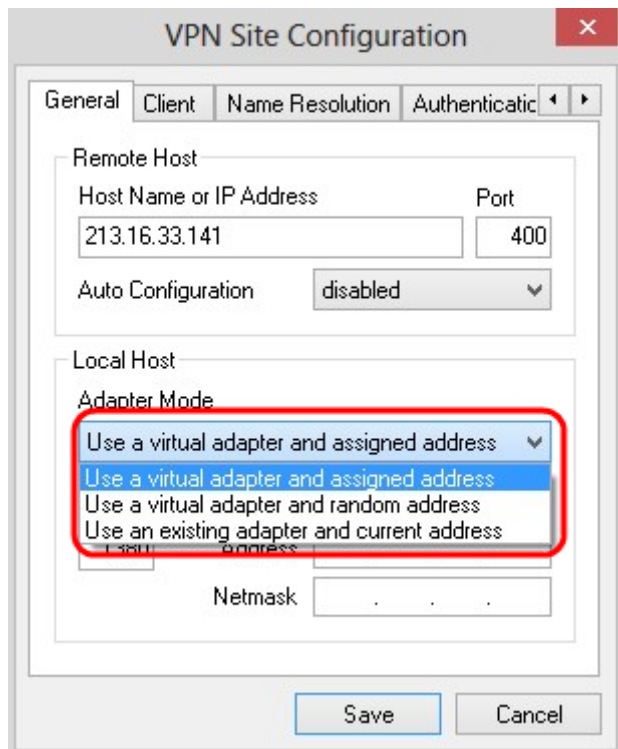 VPN Site Configuration
General Client Name Resolution Authenticatic
Remote Host
Host Name or IP Address Port
213.16.33.141 400
Auto Configuration disabled
Local Host
Adapter Mode
Use a virtual adapter and assigned address
Use a virtual adapter and assigned address
Use a virtual adapter and random address
Use an existing adapter and current address
1380 Address
Netmask . . .
Save Cancel